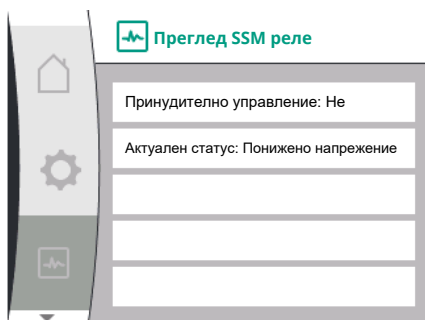 Преглед SSM реле
Принудително управление: Не
Актуален статус: Понижено напрежение